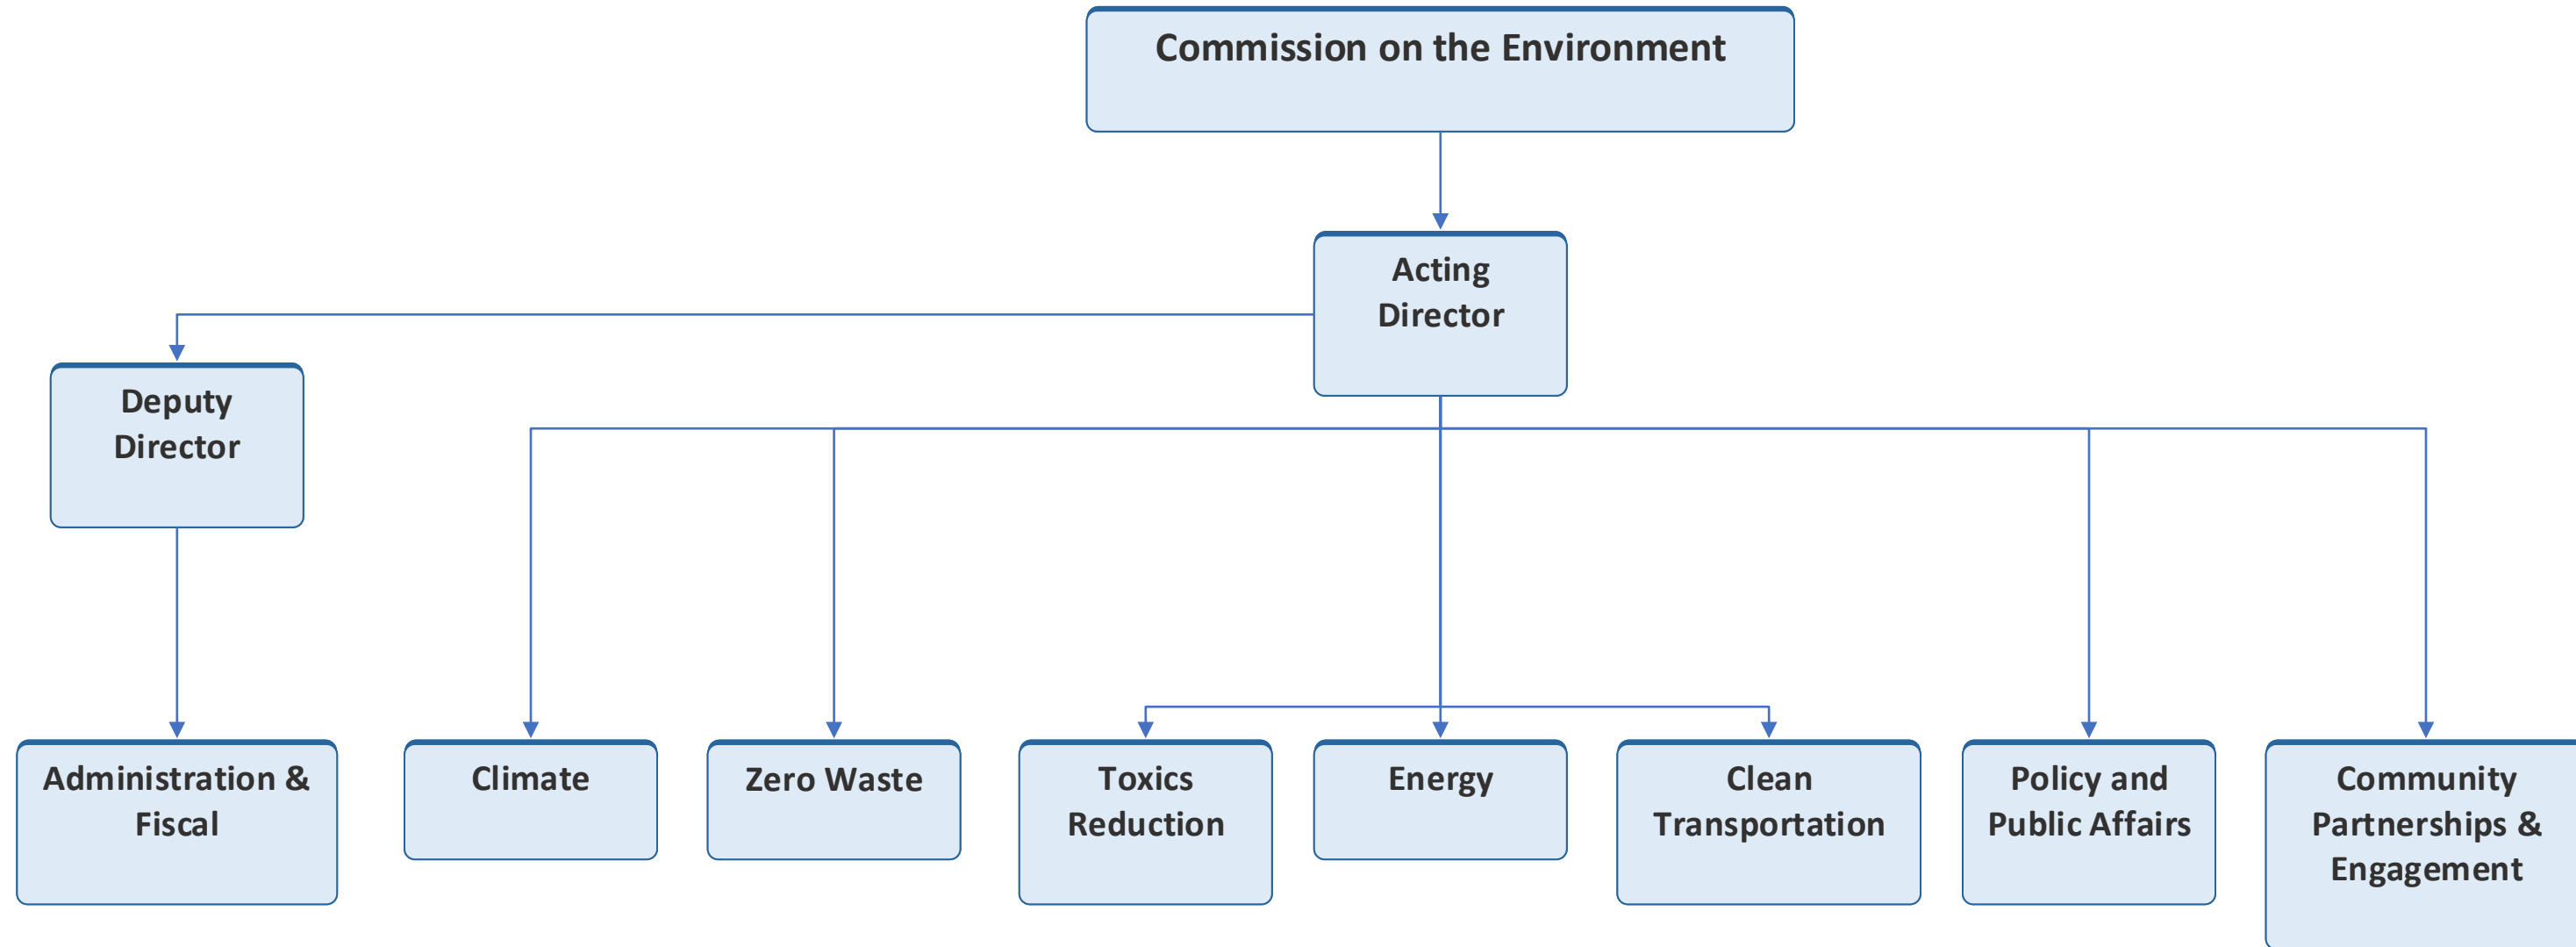 Commission on the Environment
Acting
Director
Deputy
Director
Administration &
Fiscal
Climate
Zero Waste
Toxics
Reduction
Energy
Clean
Transportation
Policy and
Public Affairs
Community
Partnerships &
Engagement